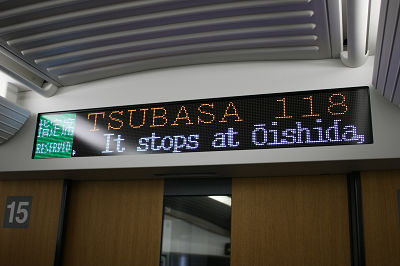 指定席
RESERVED
TSUBASA 118
It stops at Ōishida,
15